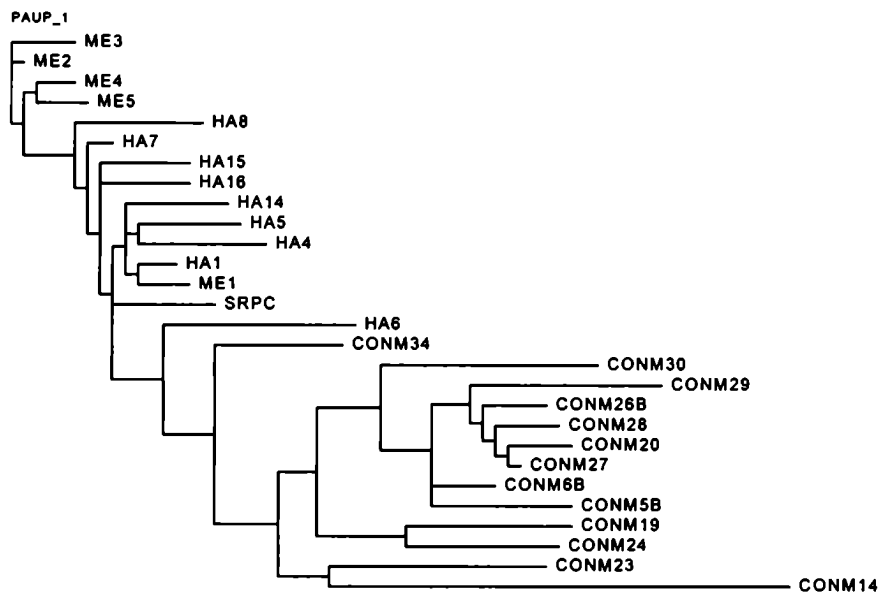 PAUP_1
ME3
ME2
ME4
ME5
HA8
HA7
HA15
HA16
HA14
HA5
HA4
HA1
ME1
SRPC
HA6
CONM34
CONM30
CONM29
CONM26B
CONM28
CONM20
CONM27
CONM6B
CONM5B
CONM19
CONM24
CONM23
CONM14